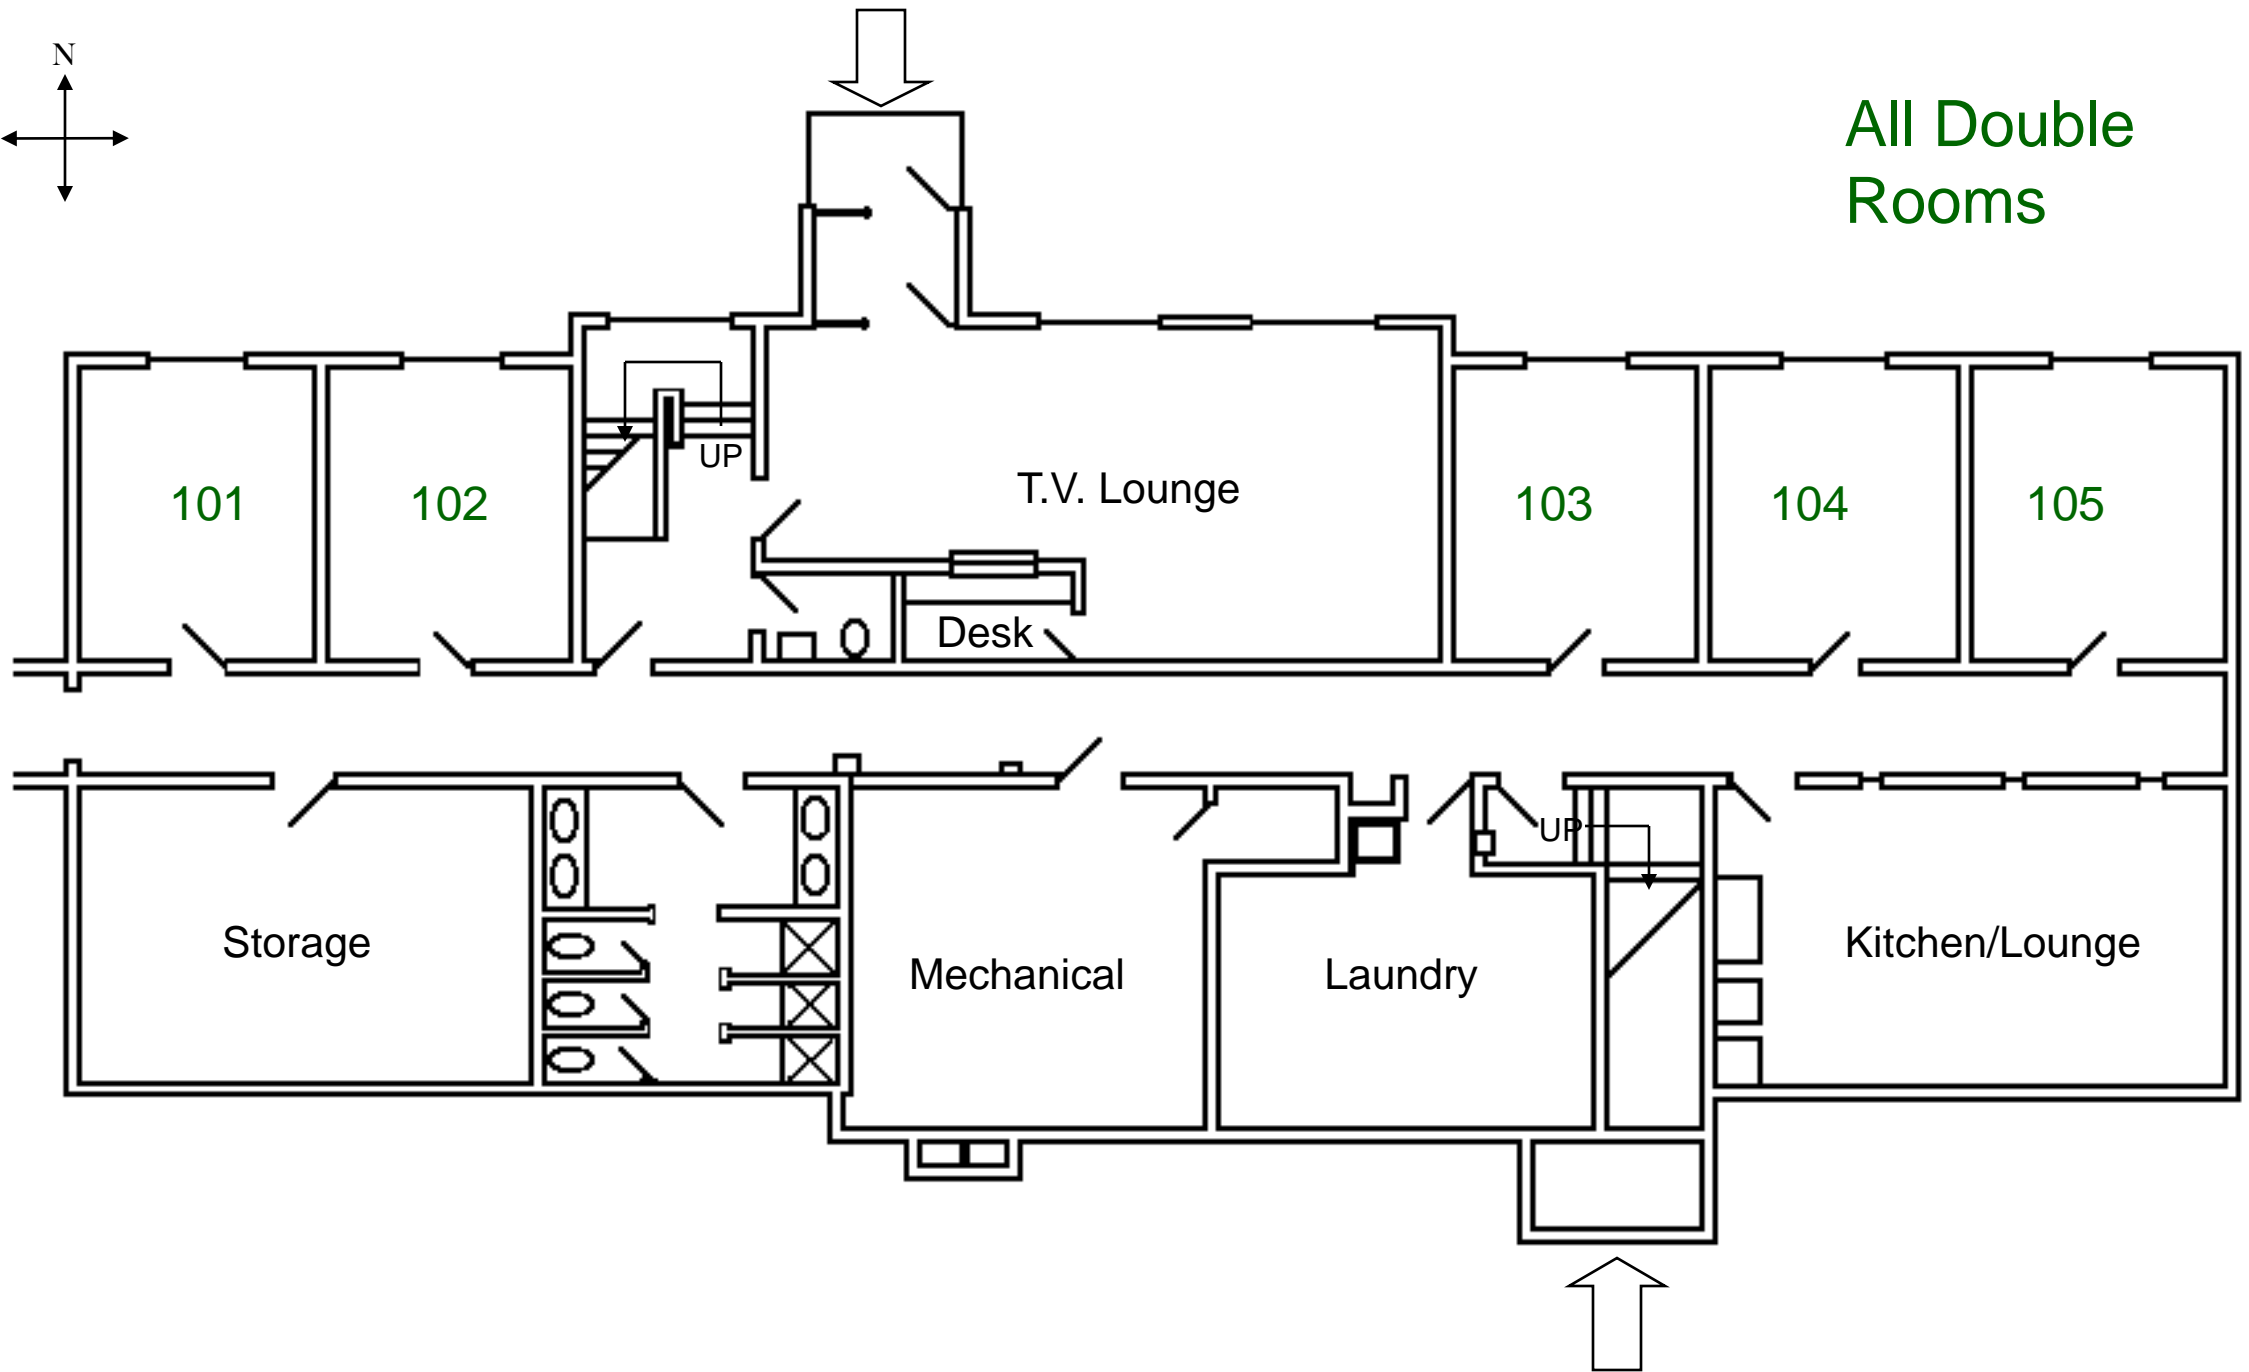 N
All Double
Rooms
UP
T.V. Lounge
101
102
103
104
105
Desk
UP
Storage
Mechanical
Laundry
Kitchen/Lounge